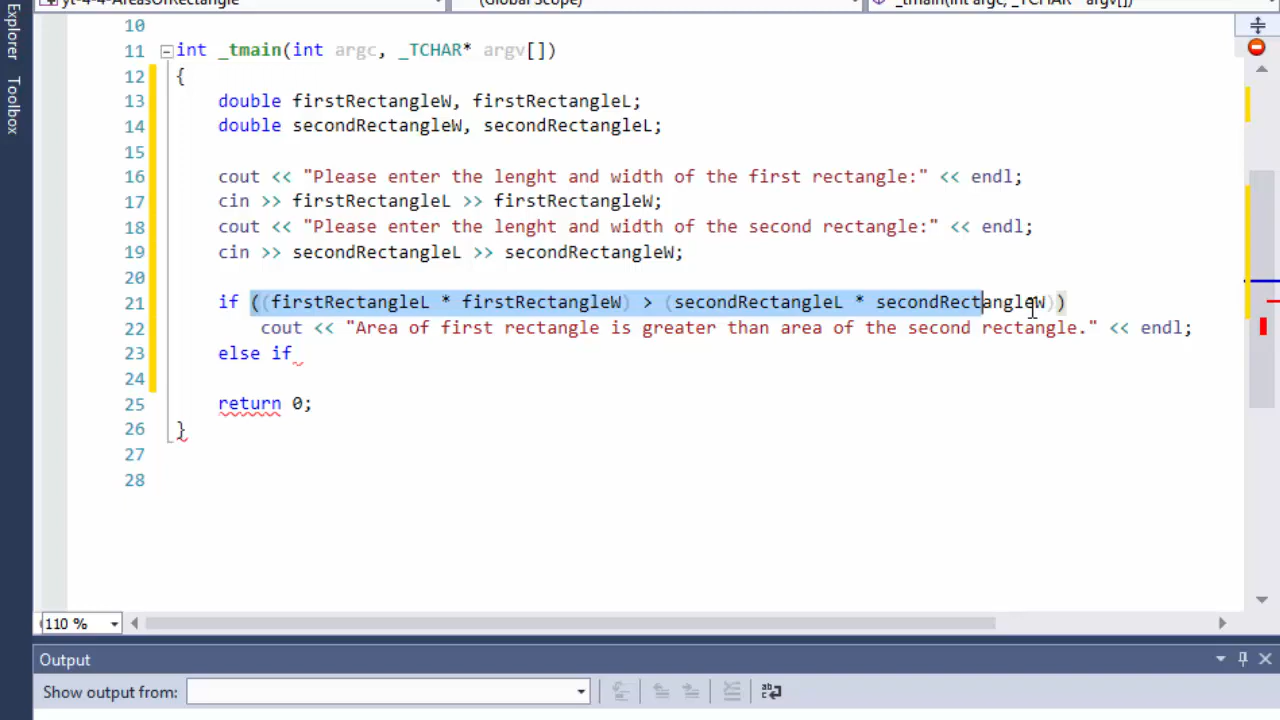 yt-4-4-AreasOfRectangle (Global Scope) _tmain(int argc, _TCHAR* argv[])
Explorer
Toolbox
10
11 int _tmain(int argc, _TCHAR* argv[])
12 {
13 double firstRectangleW, firstRectangleL;
14 double secondRectangleW, secondRectangleL;
15
16 cout << "Please enter the lenght and width of the first rectangle:" << endl;
17 cin >> firstRectangleL >> firstRectangleW;
18 cout << "Please enter the lenght and width of the second rectangle:" << endl;
19 cin >> secondRectangleL >> secondRectangleW;
20
21 if ((firstRectangleL * firstRectangleW) > (secondRectangleL * secondRectangleW))
22 cout << "Area of first rectangle is greater than area of the second rectangle." << endl;
23 else if
24
25 return 0;
26 }
27
28
110 %
Output
Show output from: